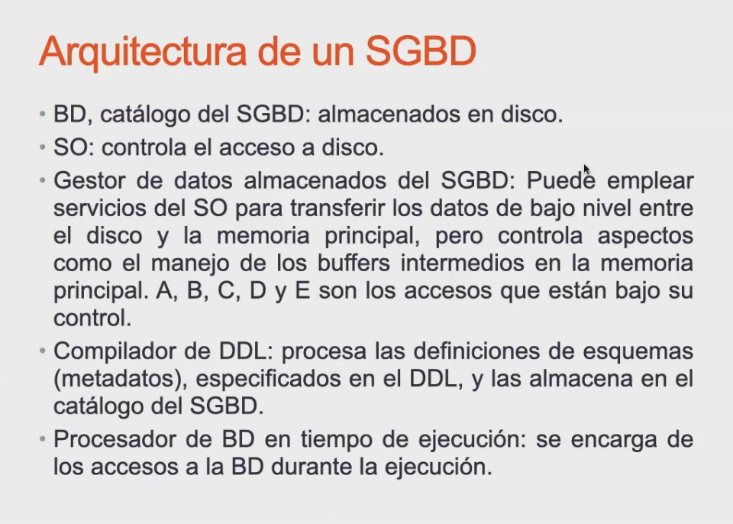 Arquitectura de un SGBD
• BD, catálogo del SGBD: almacenados en disco.
• SO: controla el acceso a disco.
• Gestor de datos almacenados del SGBD: Puede emplear
servicios del SO para transferir los datos de bajo nivel entre
el disco y la memoria principal, pero controla aspectos
como el manejo de los buffers intermedios en la memoria
principal. A, B, C, D y E son los accesos que están bajo su
control.
• Compilador de DDL: procesa las definiciones de esquemas
(metadatos), especificados en el DDL, y las almacena en el
catálogo del SGBD.
• Procesador de BD en tiempo de ejecución: se encarga de
los accesos a la BD durante la ejecución.